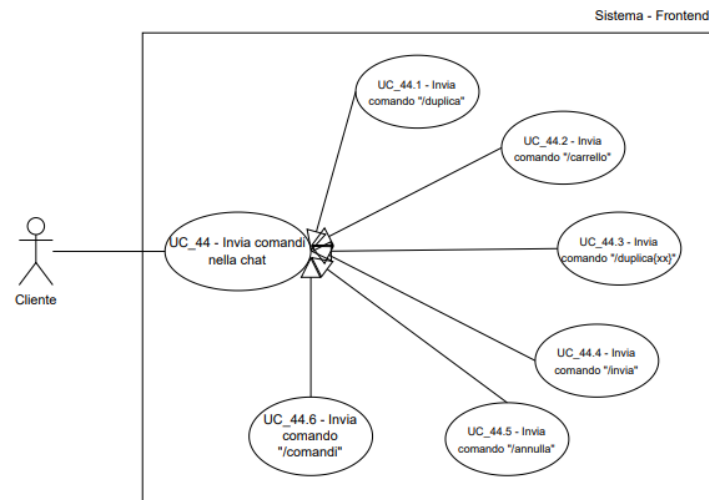 Sistema - Frontend
UC_44.1 - Invia
comando "/duplica"
UC_44.2 - Invia
comando "/carrello"
UC_44 - Invia comandi
nella chat
UC_44.3 - Invia
comando "/duplica{xx}"
Cliente
UC_44.4 - Invia
comando "/invia"
UC_44.6 - Invia
comando
"/comandi"
UC_44.5 - Invia
comando "/annulla"